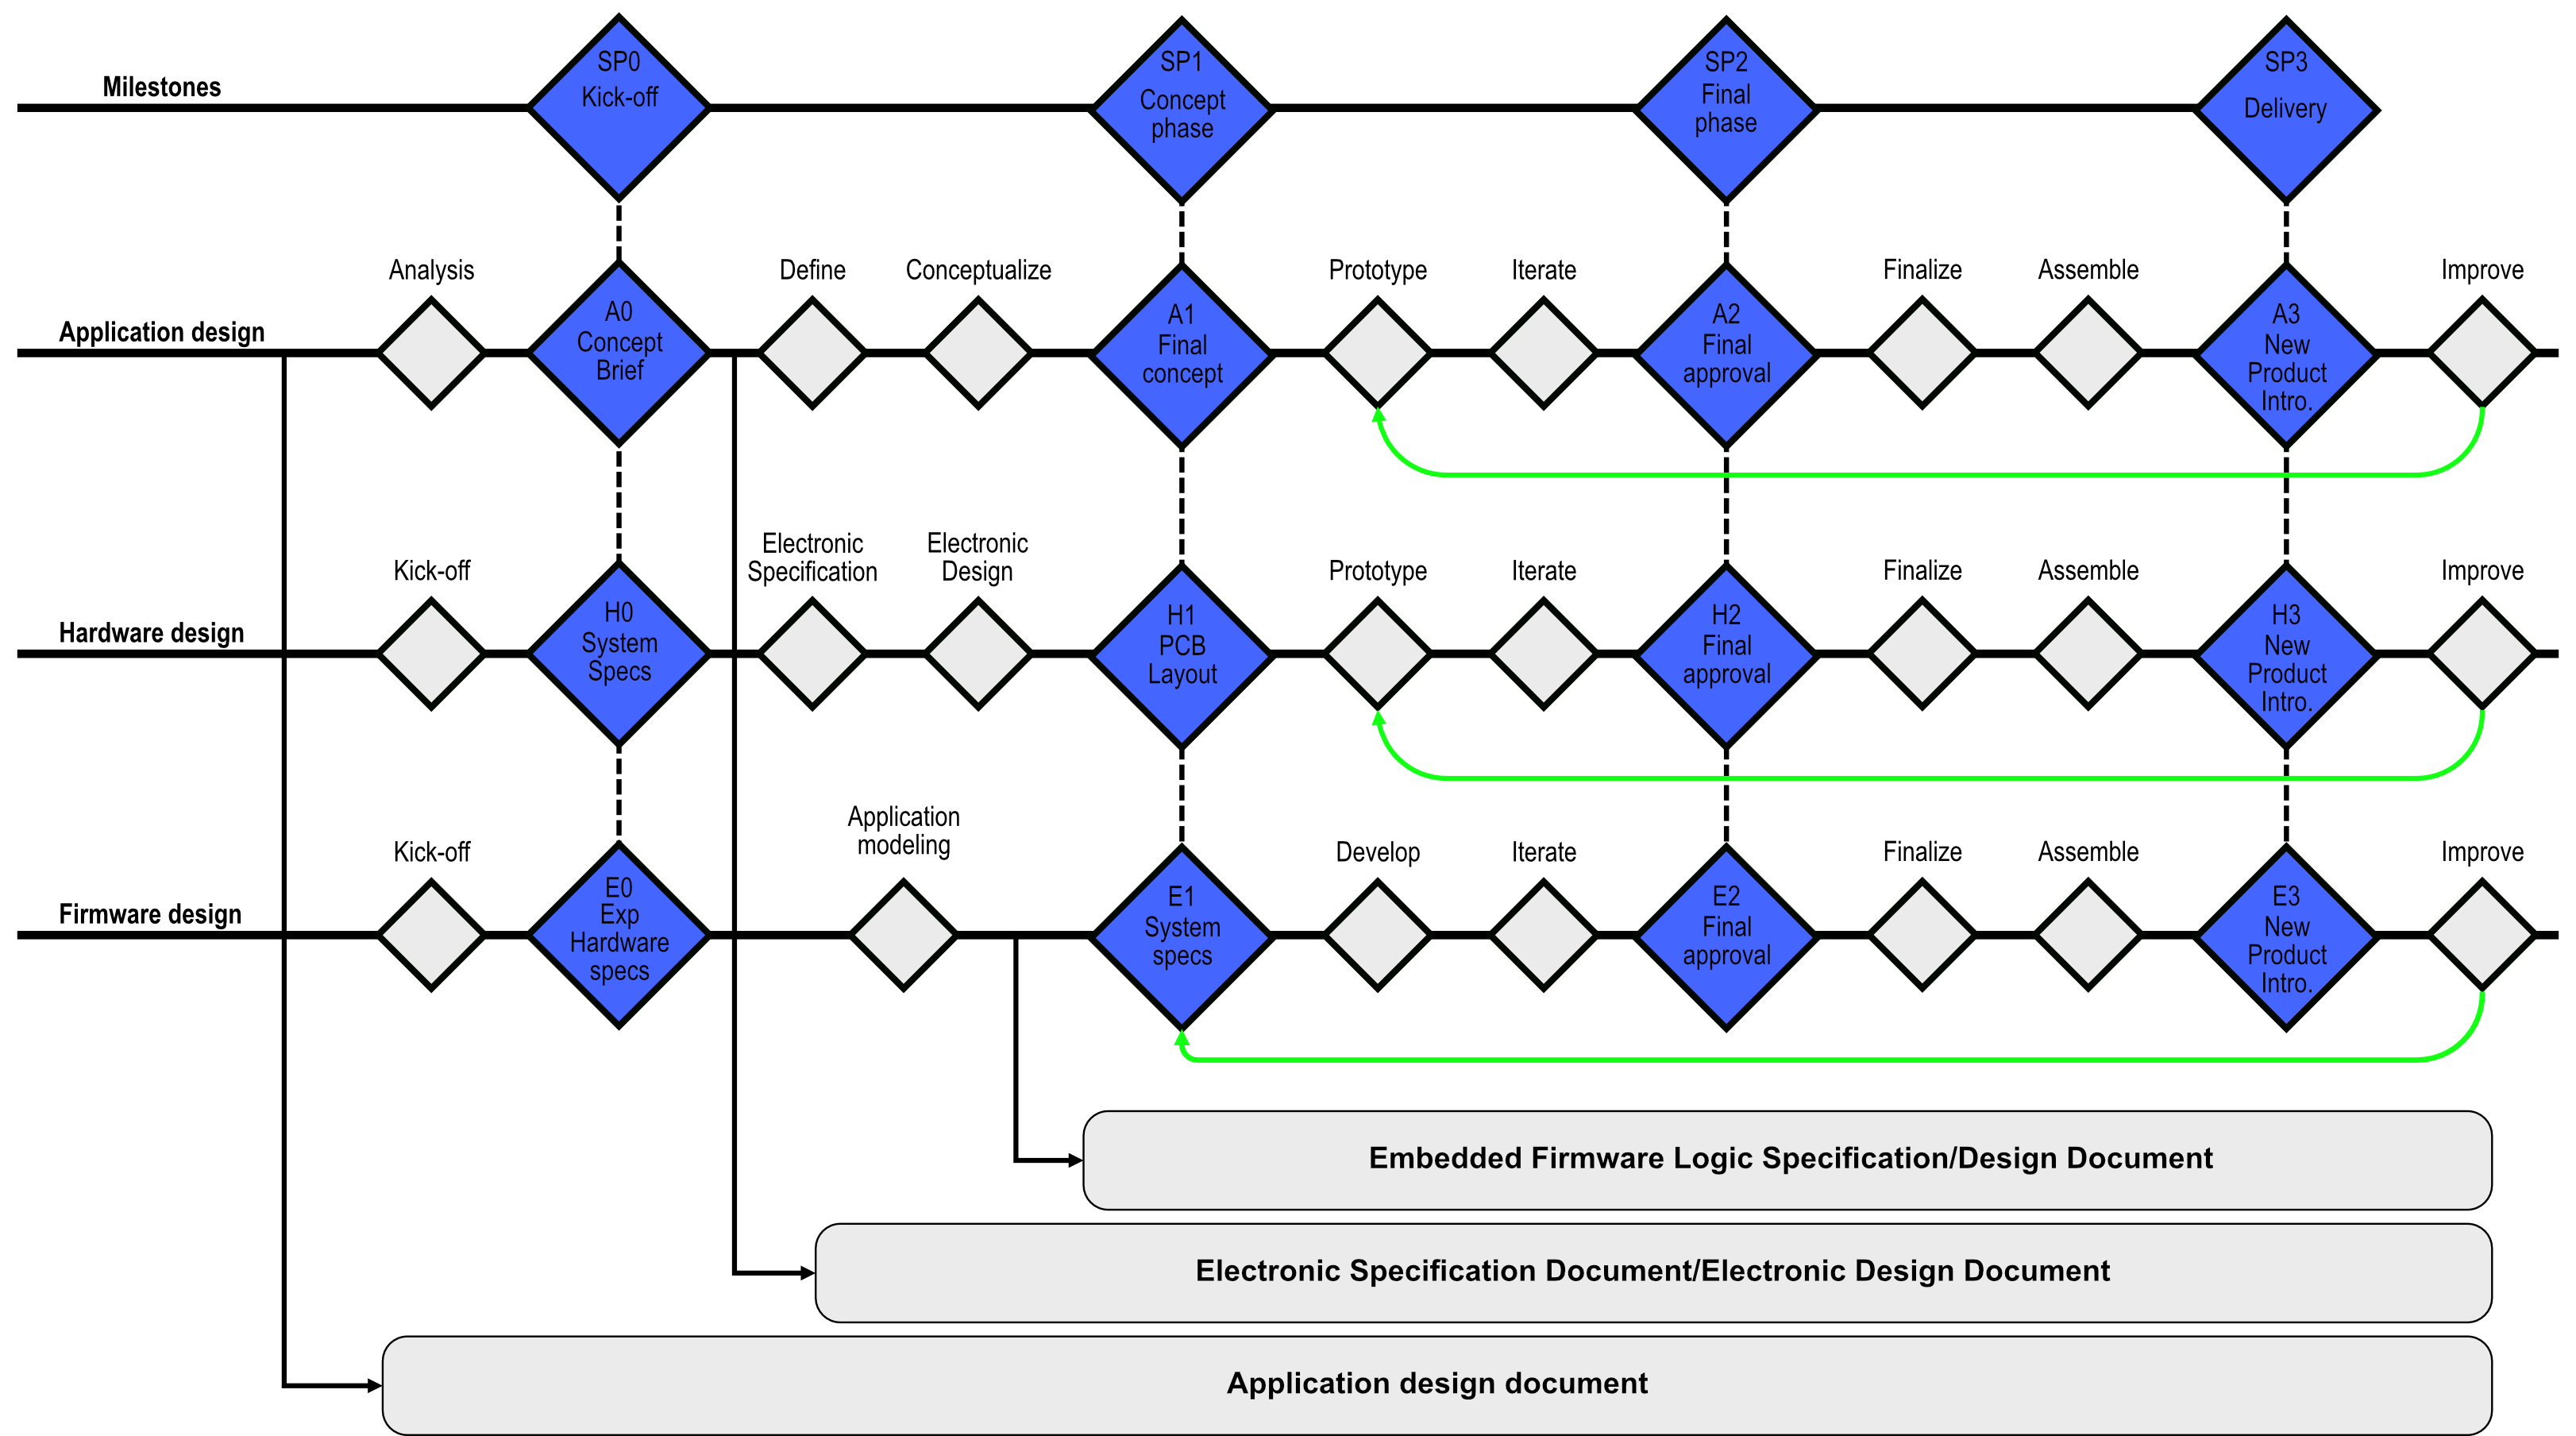 Milestones
SP0
Kick-off
SP1
Concept
phase
SP2
Final
phase
SP3
Delivery
Application design
Analysis
A0
Concept
Brief
Define
Conceptualize
A1
Final
concept
Prototype
Iterate
A2
Final
approval
Finalize
Assemble
A3
New
Product
Intro.
Improve
Hardware design
Kick-off
H0
System
Specs
Electronic
Specification
Electronic
Design
H1
PCB
Layout
Prototype
Iterate
H2
Final
approval
Finalize
Assemble
H3
New
Product
Intro.
Improve
Firmware design
Kick-off
E0
Exp
Hardware
specs
Application
modeling
E1
System
specs
Develop
Iterate
E2
Final
approval
Finalize
Assemble
E3
New
Product
Intro.
Improve
Embedded Firmware Logic Specification/Design Document
Electronic Specification Document/Electronic Design Document
Application design document